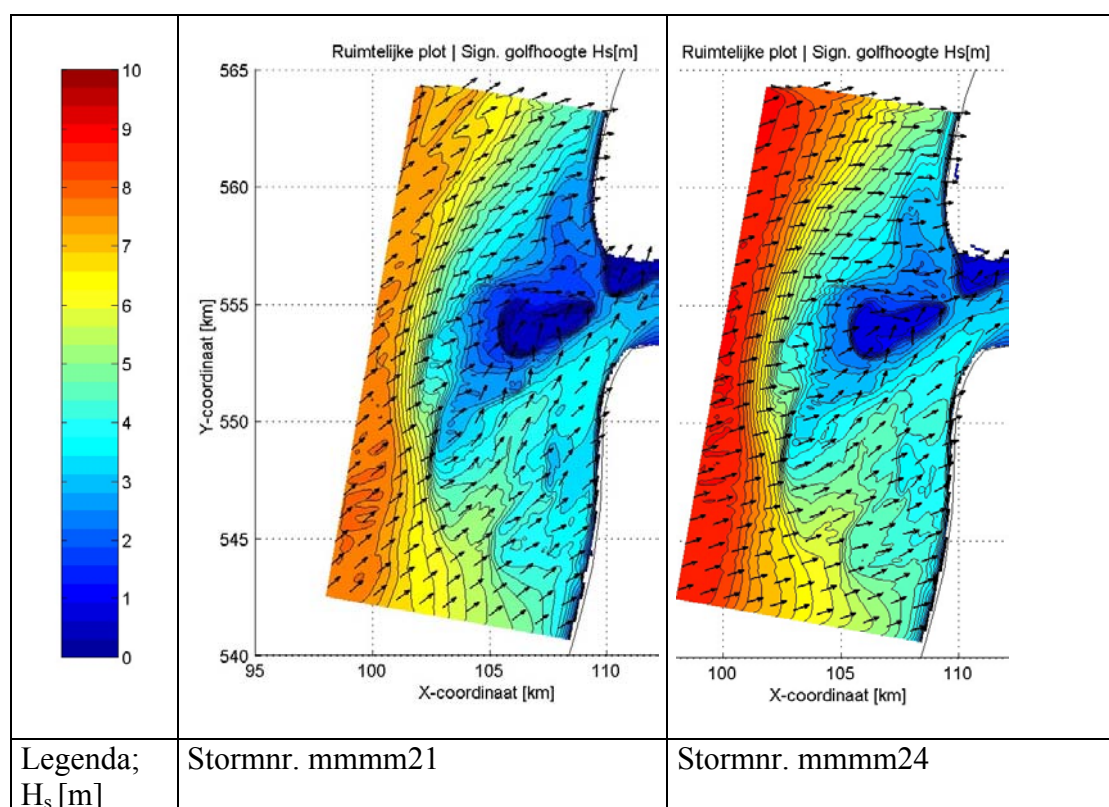 10
9
8
7
6
5
4
3
2
1
0
Legenda;
Hs [m]
Ruimtelijke plot | Sign. golfhoogte Hs[m]
565
560
555
550
545
540
Y-coordinaat [km]
95 100 105 110
X-coordinaat [km]
Stormnr. mmmm21
Ruimtelijke plot | Sign. golfhoogte Hs[m]
100 105 110
X-coordinaat [km]
Stormnr. mmmm24